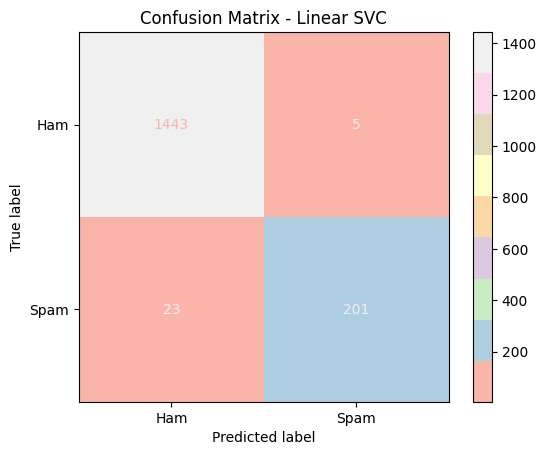 Confusion Matrix - Linear SVC
1400
1200
1000
800
600
400
200
Ham
1443
5
True label
Spam
23
201
Ham
Spam
Predicted label